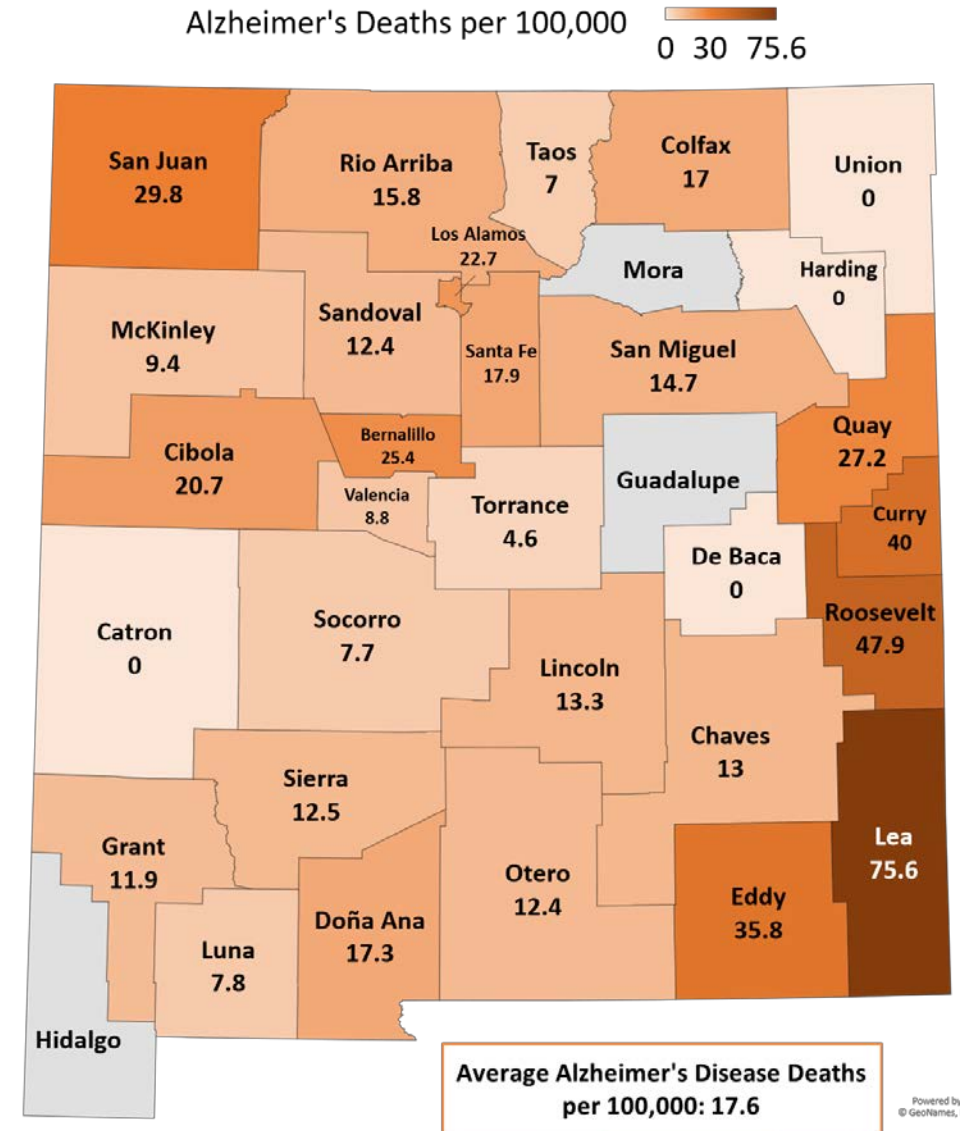 Alzheimer's Deaths per 100,000
0 30 75.6
San Juan
29.8
Rio Arriba
15.8
Taos
7
Colfax
17
Union
0
Los Alamos
22.7
Mora
Harding
0
McKinley
9.4
Sandoval
12.4
Santa Fe
17.9
San Miguel
14.7
Cibola
20.7
Bernalillo
25.4
Quay
27.2
Valencia
8.8
Torrance
4.6
Guadalupe
Curry
40
De Baca
0
Catron
0
Socorro
7.7
Roosevelt
47.9
Lincoln
13.3
Chaves
13
Sierra
12.5
Grant
11.9
Lea
75.6
Otero
12.4
Eddy
35.8
Doña Ana
17.3
Luna
7.8
Hidalgo
Average Alzheimer's Disease Deaths
per 100,000: 17.6
Powered by
© GeoNames,